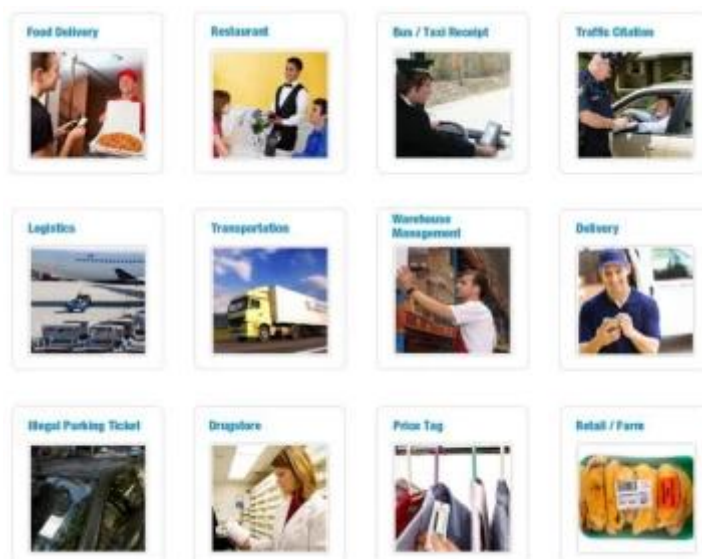 Food Delivery
Restaurant
Bus / Taxi Receipt
Traffic Citation
Logistics
Transportation
Warehouse
Management
Delivery
Illegal Parking Ticket
Drugstore
Price Tag
Retail / Farm